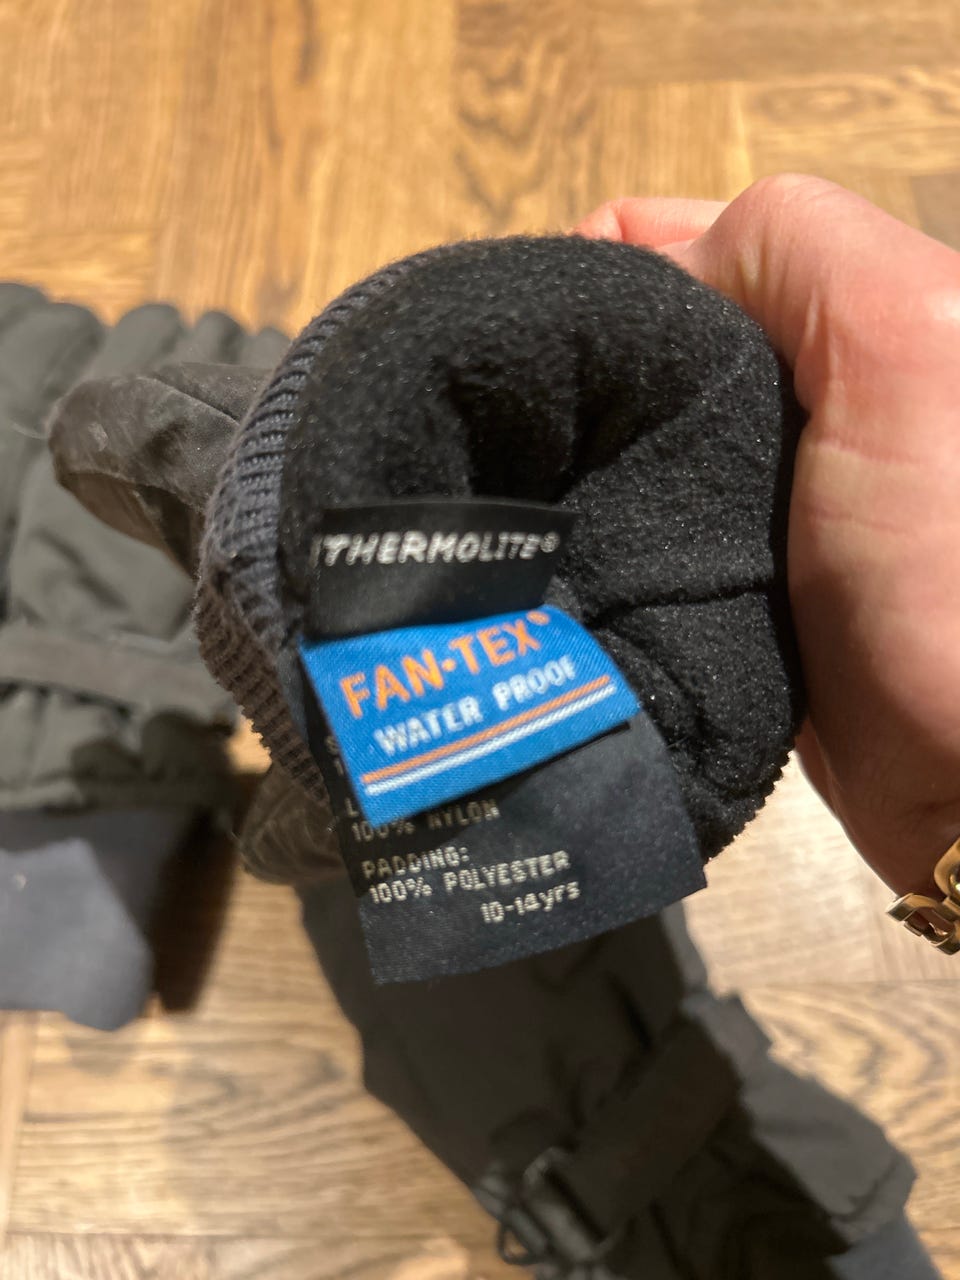 THERMOLITE®
FAN·TEX®
WATER PROOF
100% NYLON
PADDING:
100% POLYESTER
10-14yrs